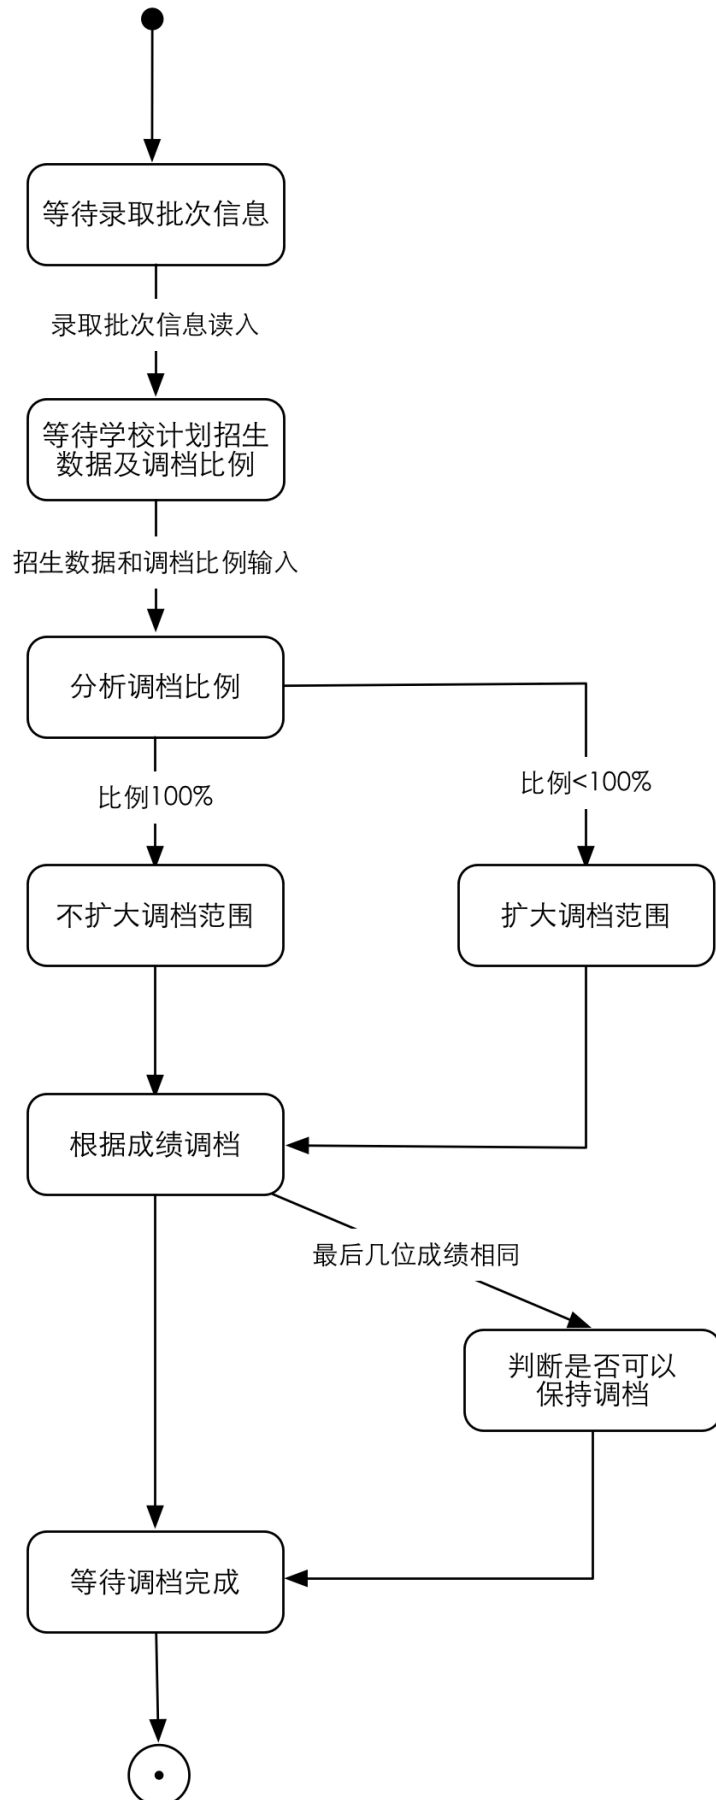 等待录取批次信息
录取批次信息读入
等待学校计划招生
数据及调档比例
招生数据和调档比例输入
分析调档比例
比例100%
比例<100%
不扩大调档范围
扩大调档范围
根据成绩调档
最后几位成绩相同
判断是否可以
保持调档
等待调档完成